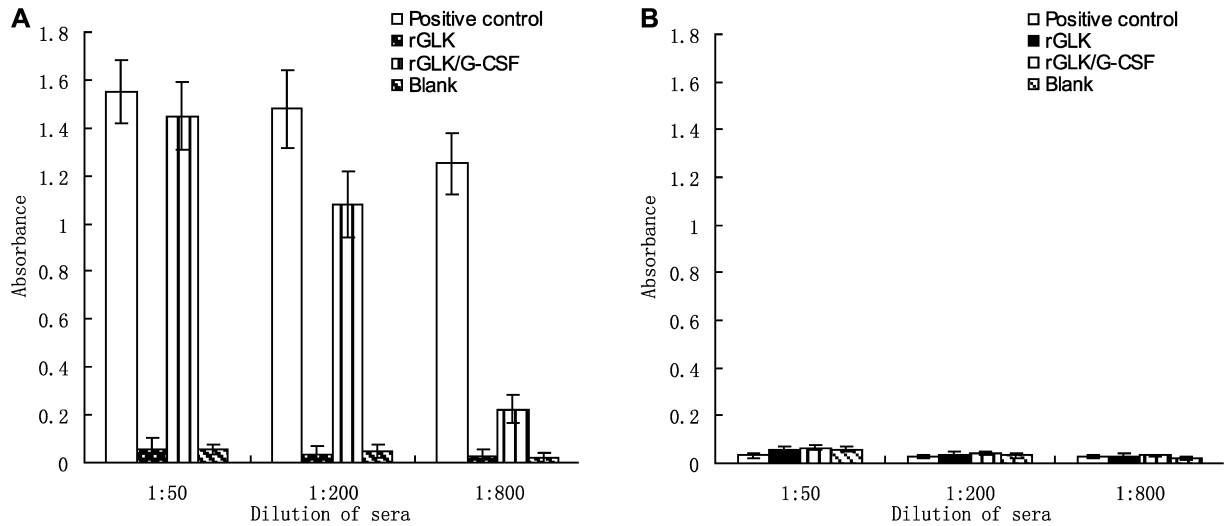 A
Positive control
rGLK
rGLK/G-CSF
Blank
1.8
1.6
1.4
1.2
1
0.8
0.6
0.4
0.2
0
Absorbance
1:50
1:200
1:800
Dilution of sera
B
Positive control
rGLK
rGLK/G-CSF
Blank
1.8
1.6
1.4
1.2
1
0.8
0.6
0.4
0.2
0
Absorbance
1:50
1:200
1:800
Dilution of sera